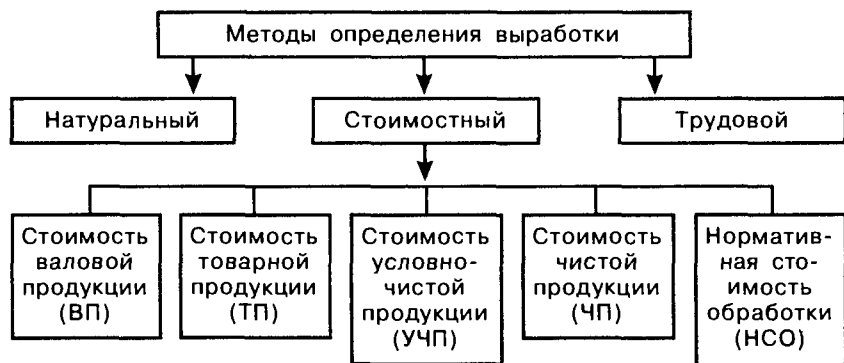 Методы определения выработки
Натуральный
Стоимостный
Трудовой
Стоимость
валовой
продукции
(ВП)
Стоимость
товарной
продукции
(ТП)
Стоимость
условно-
чистой
продукции
(УЧП)
Стоимость
чистой
продукции
(ЧП)
Норматив-
ная сто-
имость
обработки
(НСО)